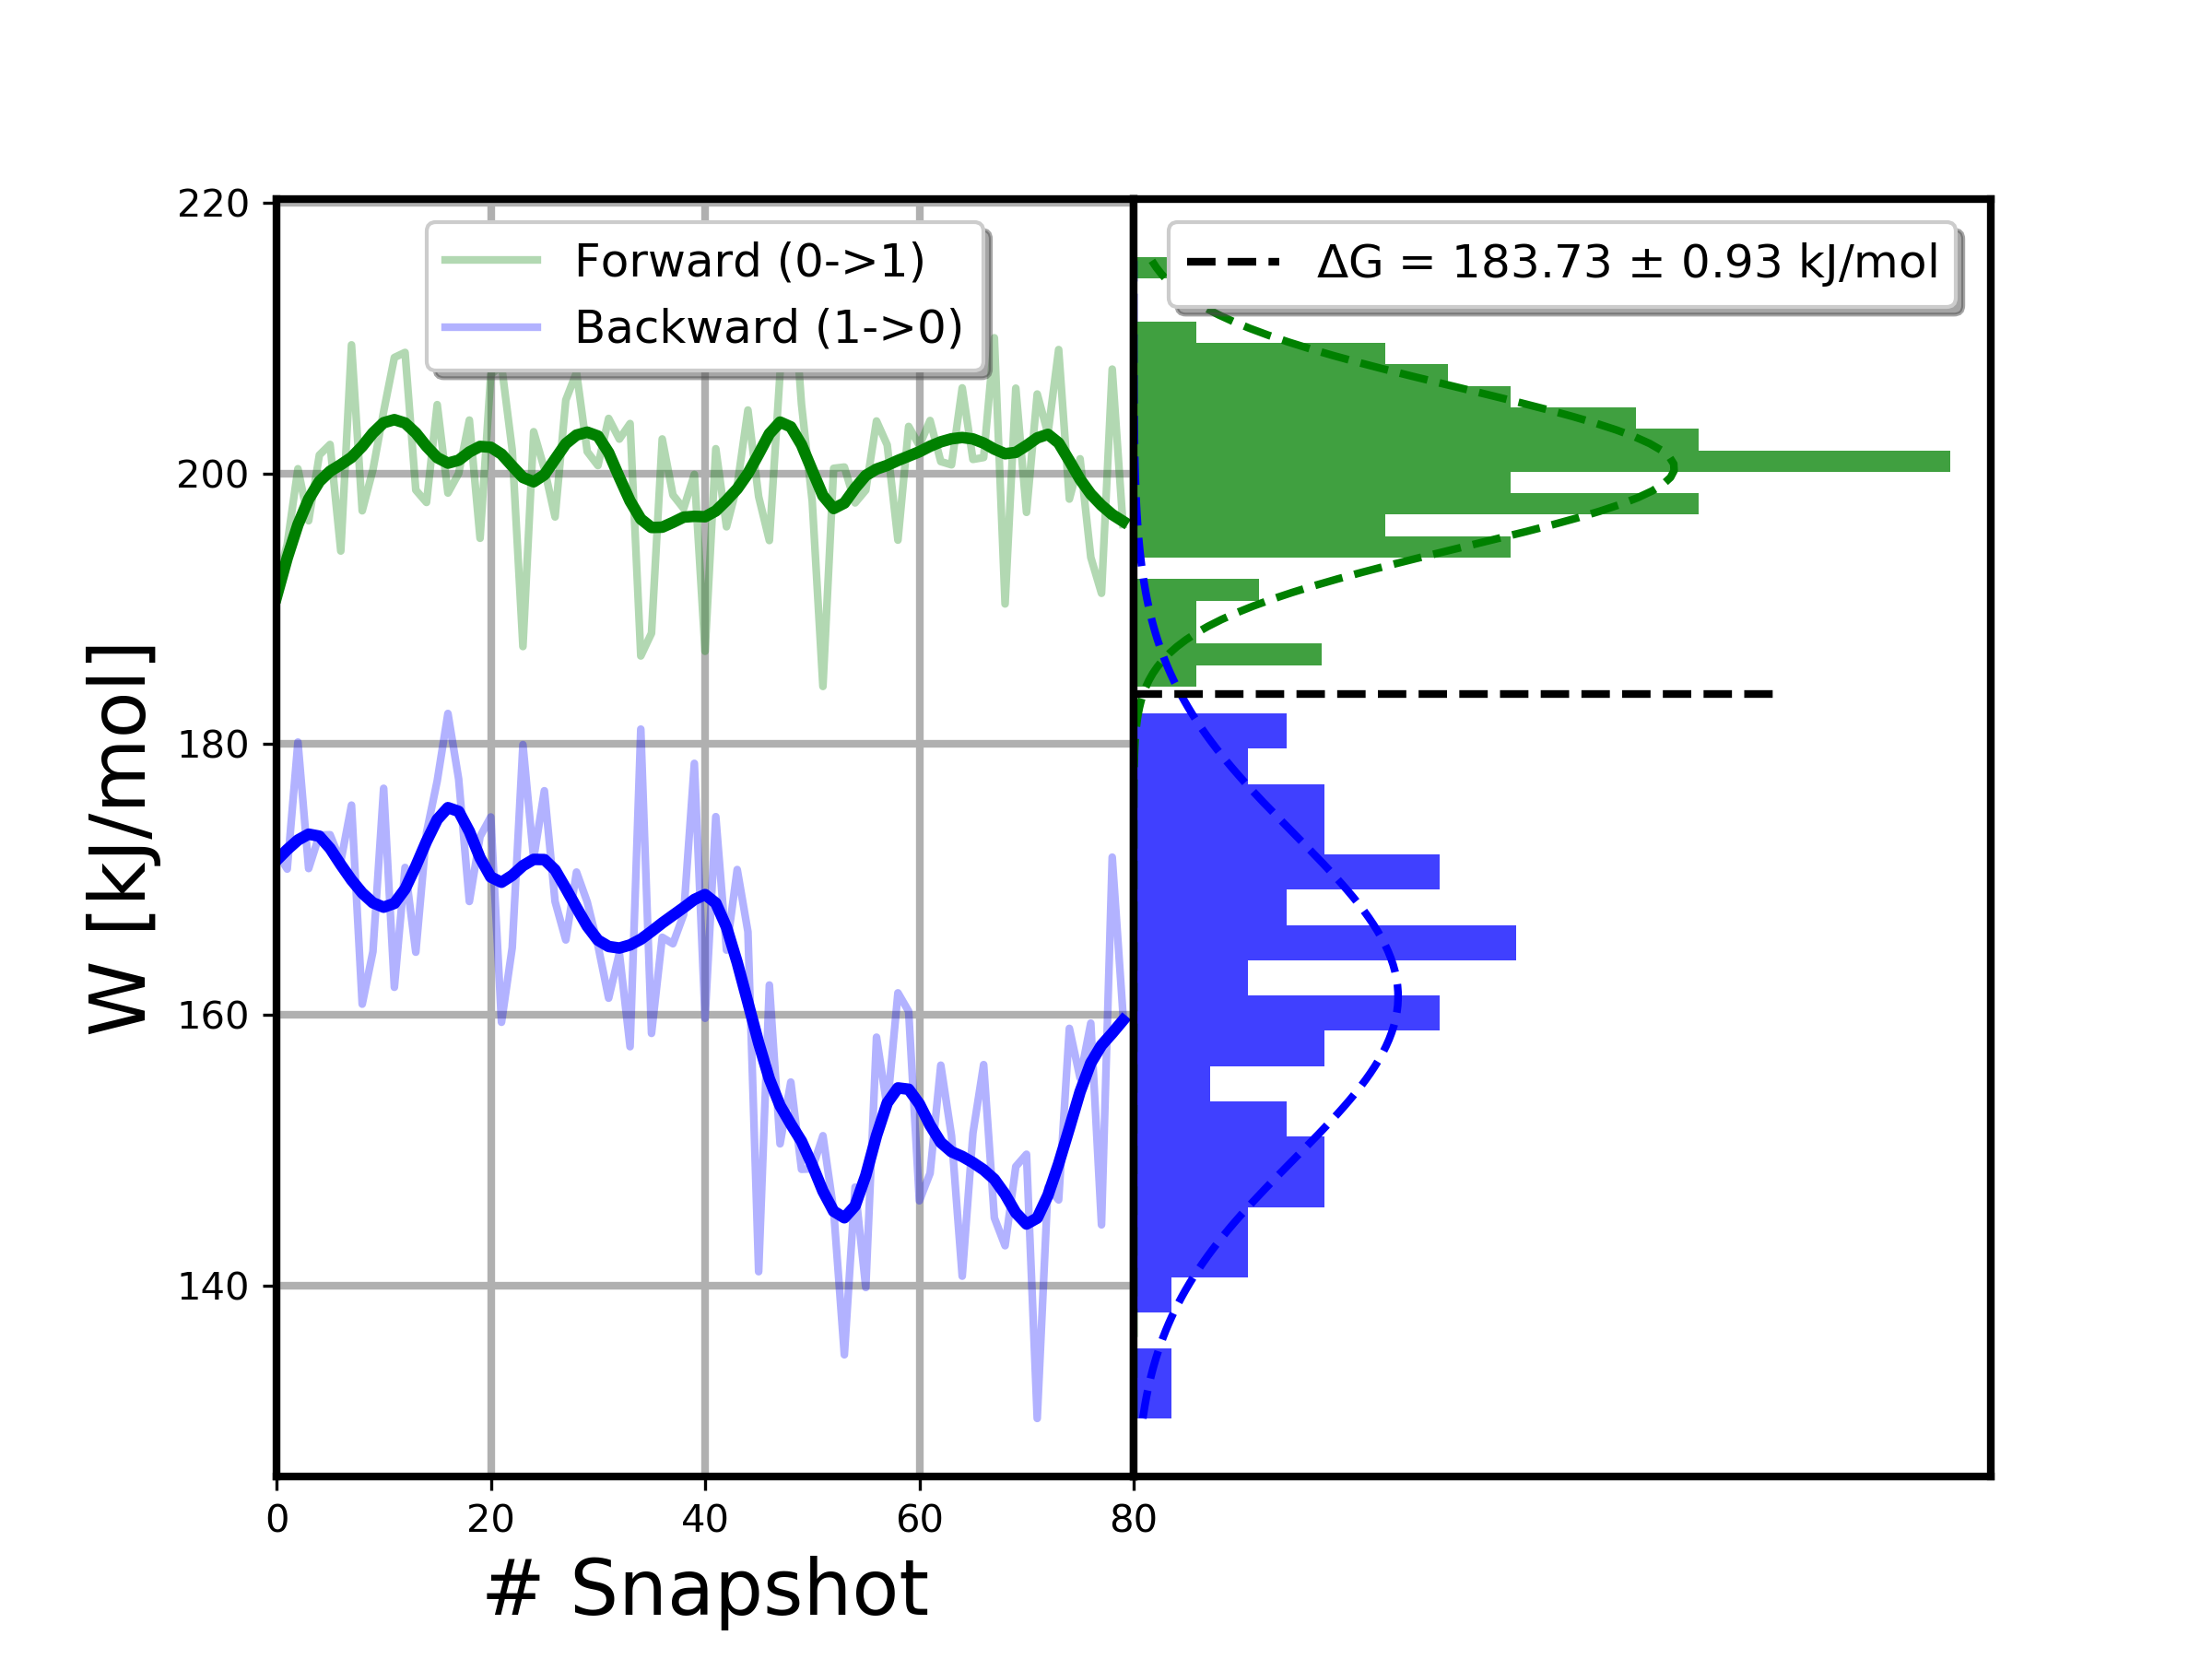 Forward (0->1)
Backward (1->0)
ΔG = 183.73 ± 0.93 kJ/mol
W [kJ/mol]
220
200
180
160
140
0 20 40 60 80
# Snapshot